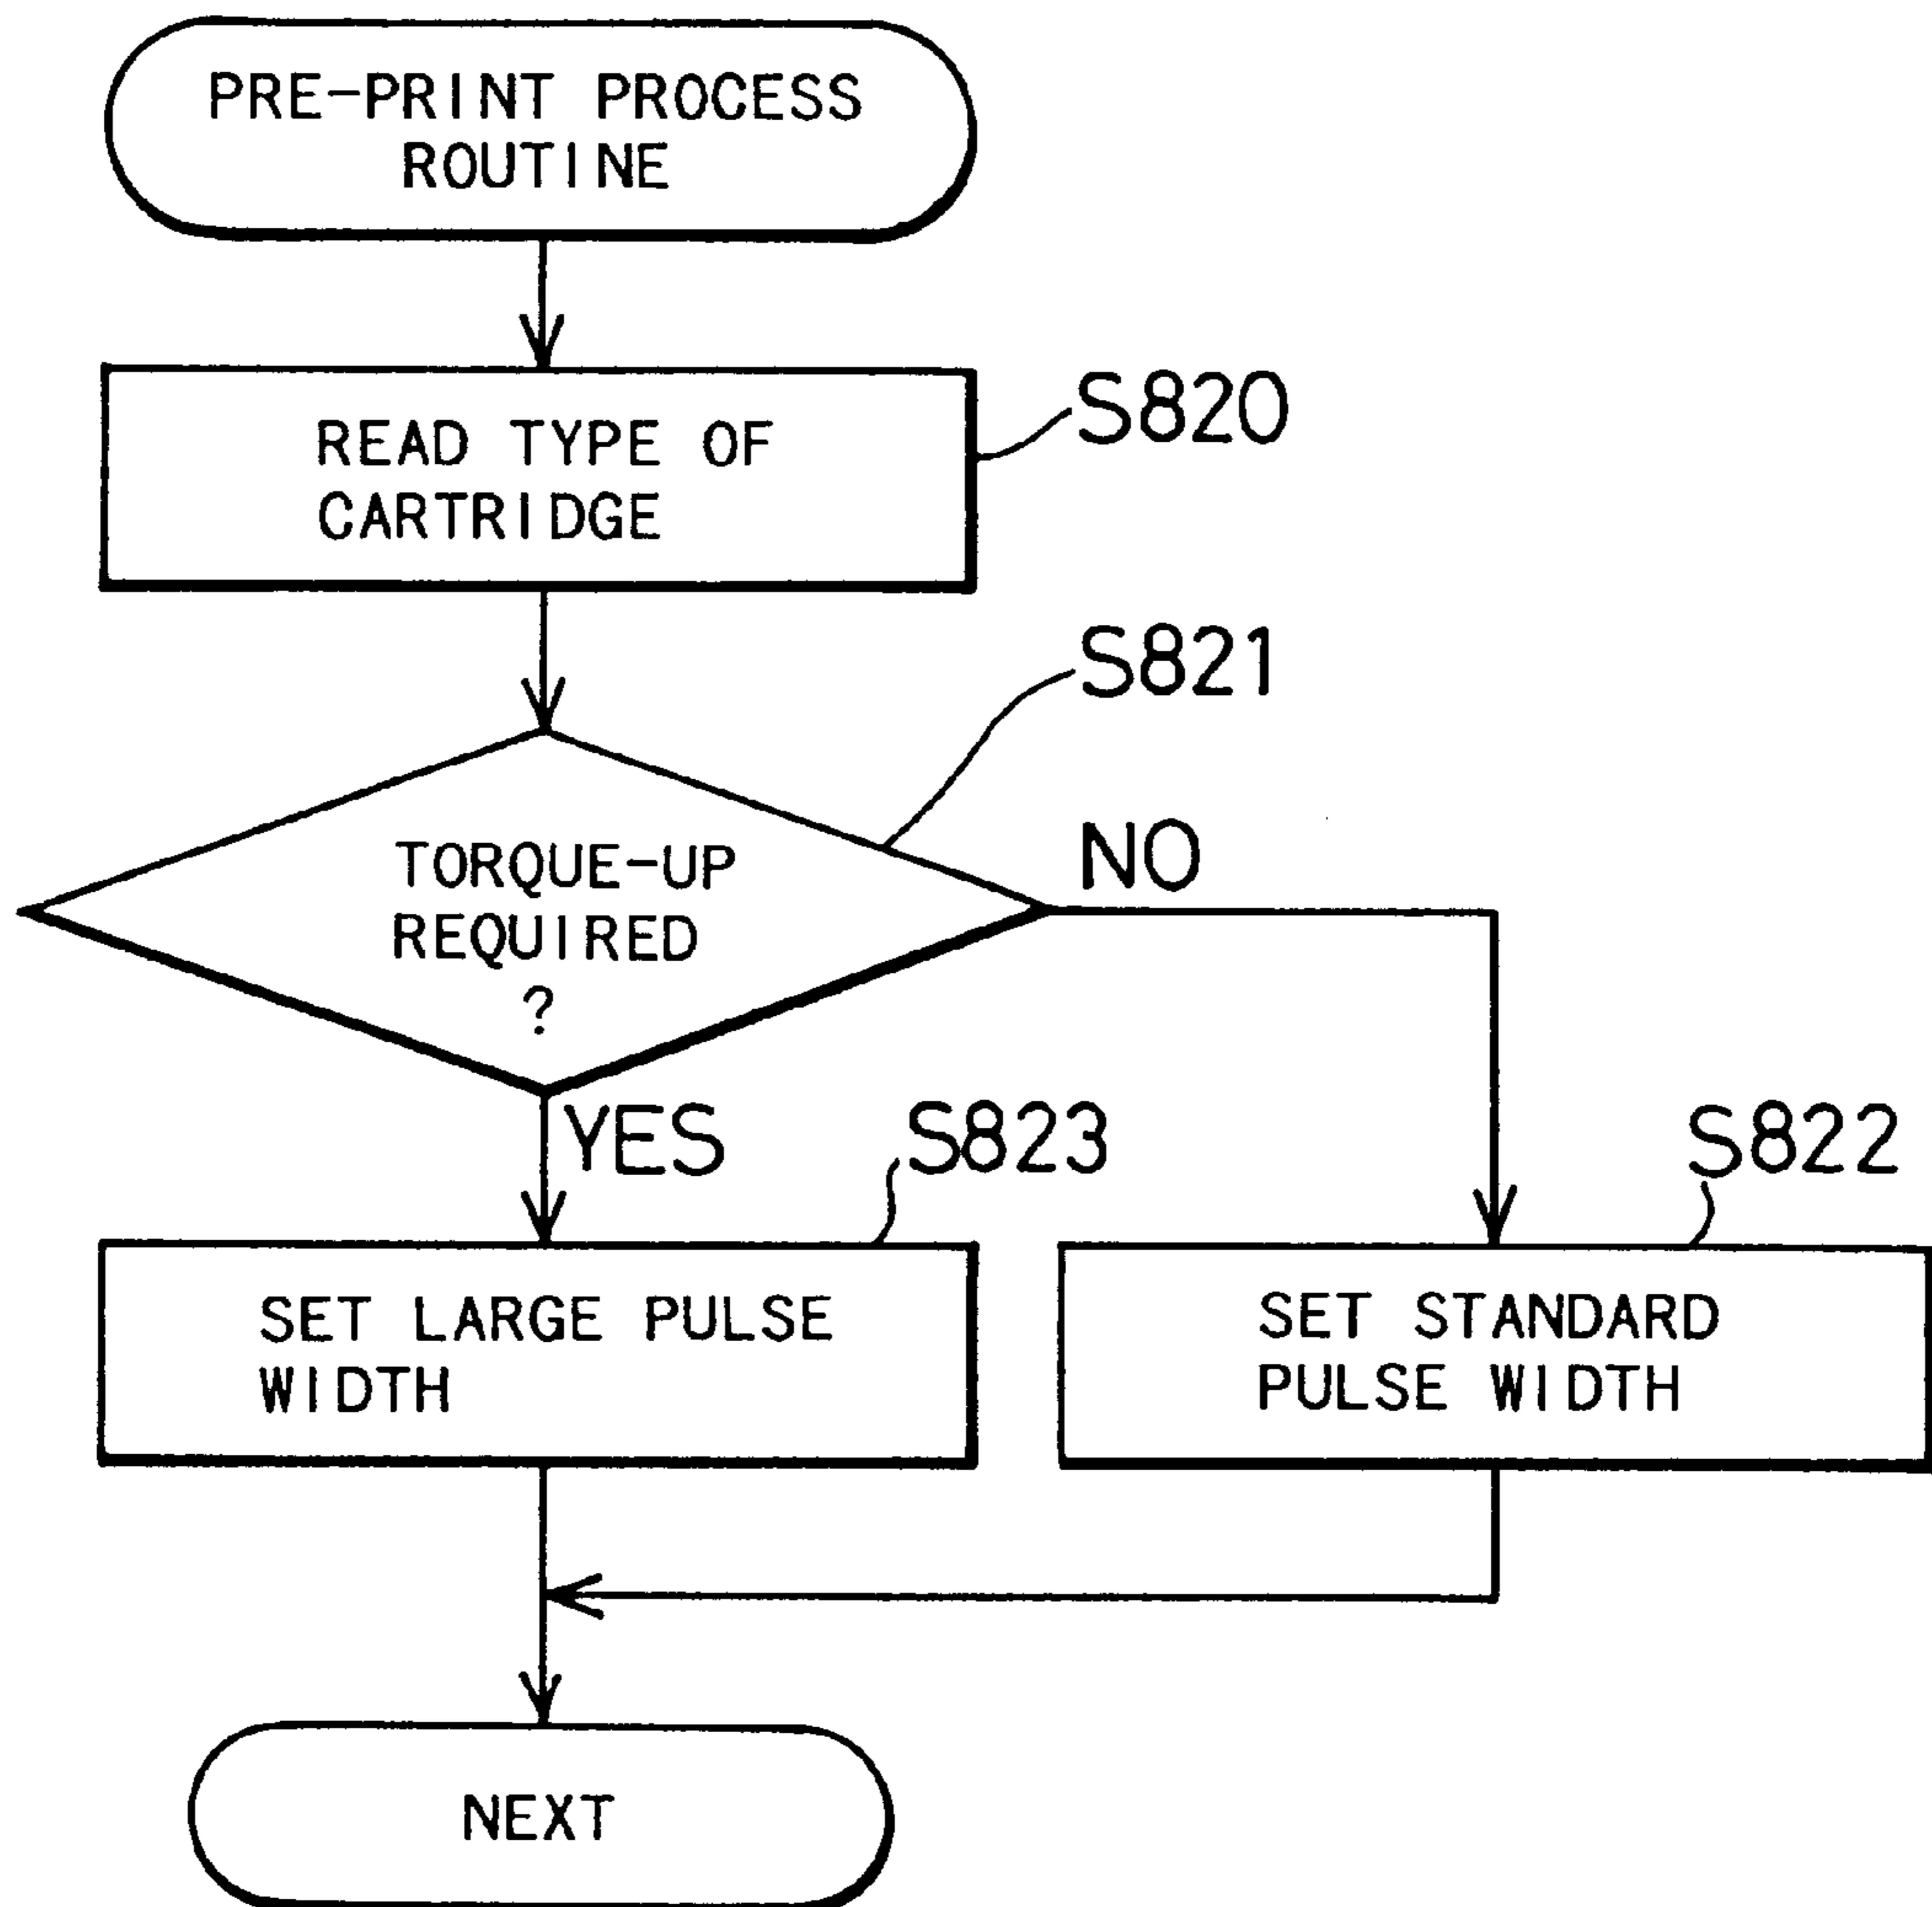 PRE-PRINT PROCESS
ROUTINE
READ TYPE OF
CARTRIDGE
S820
S821
TORQUE-UP
REQUIRED
?
NO
YES
S823
S822
SET LARGE PULSE
WIDTH
SET STANDARD
PULSE WIDTH
NEXT